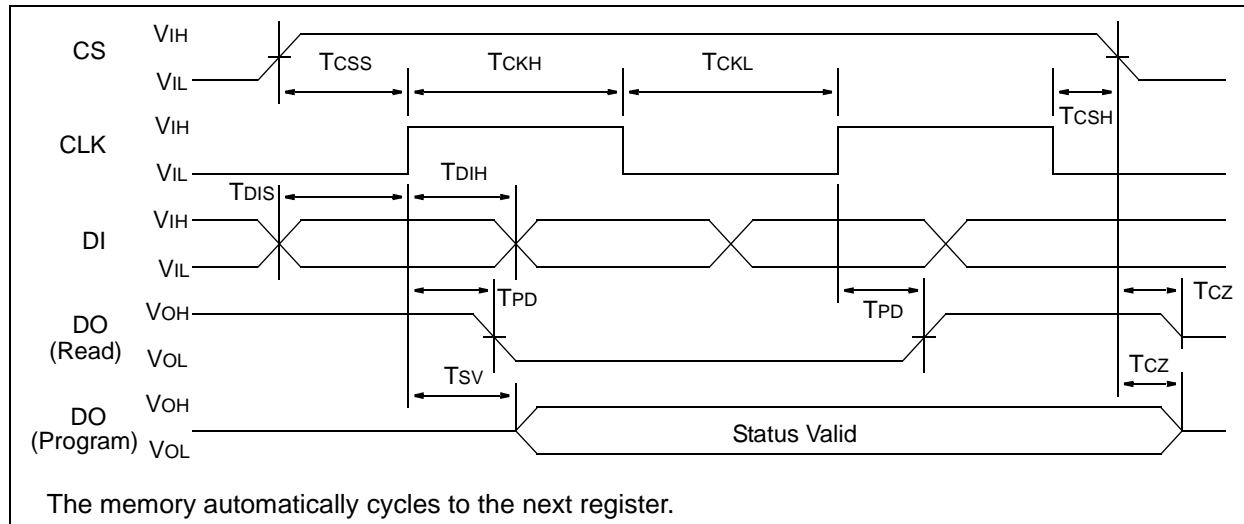 CS
VIH
VIL
TCSS
TCKH
TCKL
TCSH
CLK
VIH
VIL
TDIS
TDIH
DI
VIH
VIL
TPD
TPD
TCZ
DO
(Read)
VOH
VOL
TSV
TCZ
DO
(Program)
VOH
VOL
Status Valid
The memory automatically cycles to the next register.